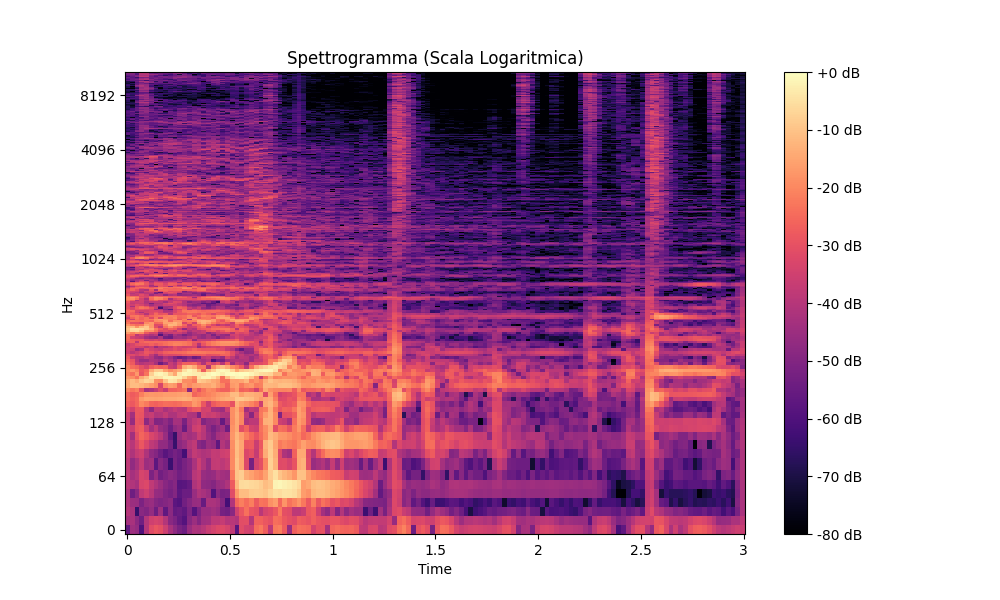 Spettrogramma (Scala Logaritmica)
Hz
8192
4096
2048
1024
512
256
128
64
0
0
0.5
1
1.5
2
2.5
3
Time
+0 dB
-10 dB
-20 dB
-30 dB
-40 dB
-50 dB
-60 dB
-70 dB
-80 dB